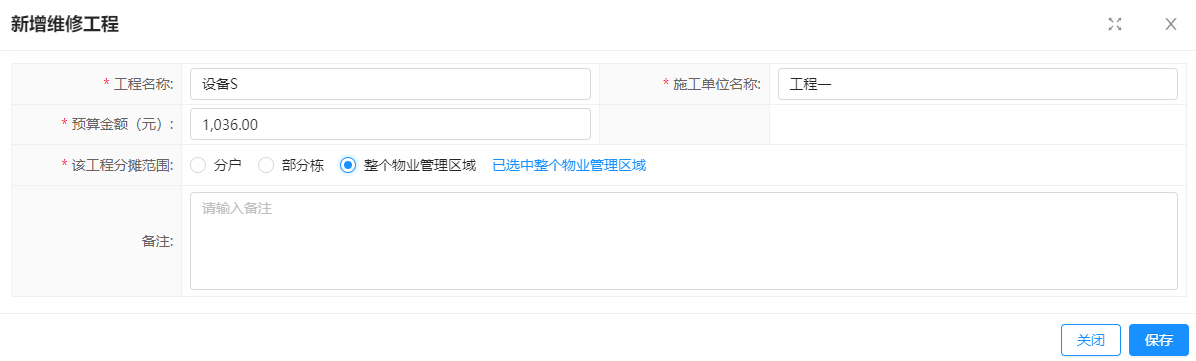 新增维修工程
* 工程名称: 设备S * 施工单位名称: 工程一
* 预算金额（元）: 1,036.00
* 该工程分摊范围: 分户 部分栋 整个物业管理区域 已选中整个物业管理区域
请输入备注
备注:
关闭 保存